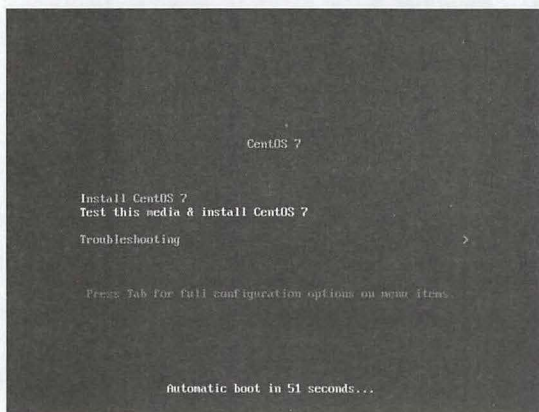 CentOS 7
Install CentOS 7
Test this media & install CentOS 7
Troubleshooting >
Press Tab for full configuration options on menu items.
Automatic boot in 51 seconds...